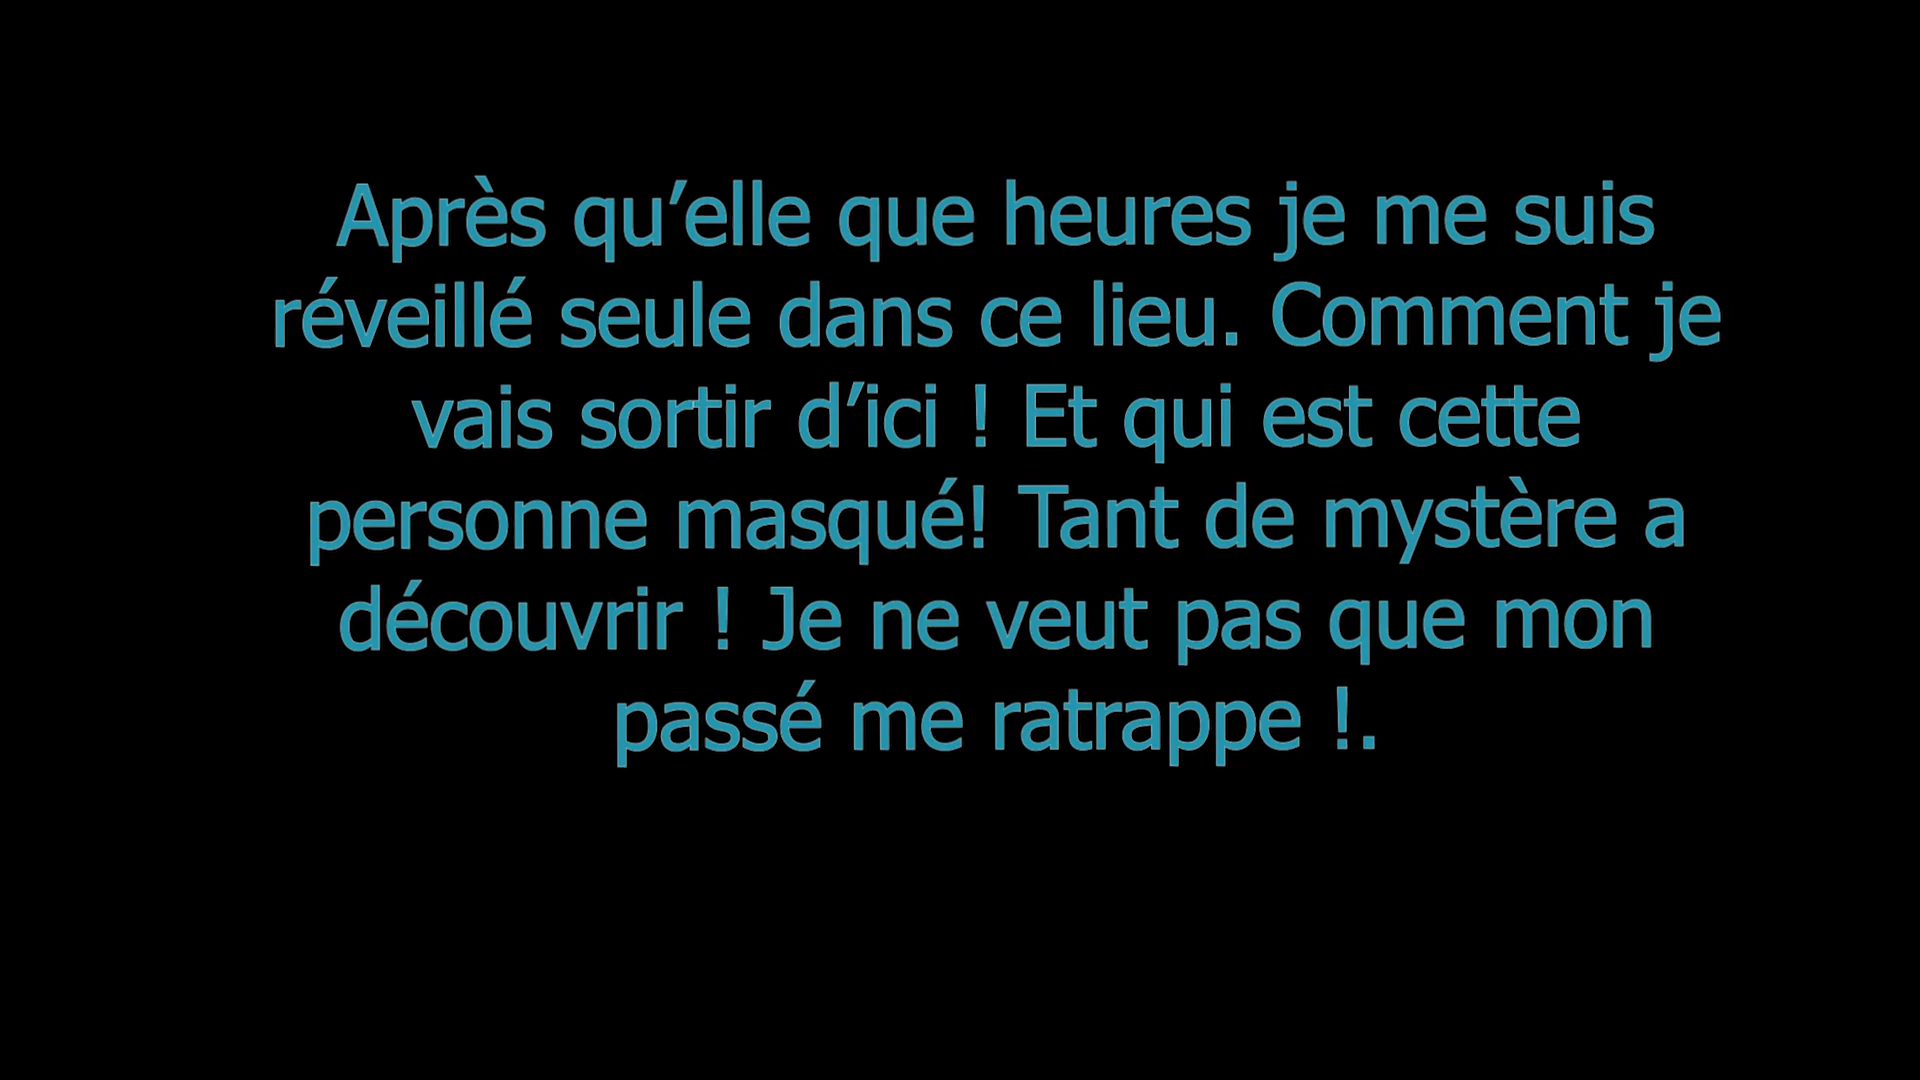 Après qu’elle que heures je me suis
réveillé seule dans ce lieu. Comment je
vais sortir d’ici ! Et qui est cette
personne masqué! Tant de mystère a
découvrir ! Je ne veut pas que mon
passé me ratrappe !.